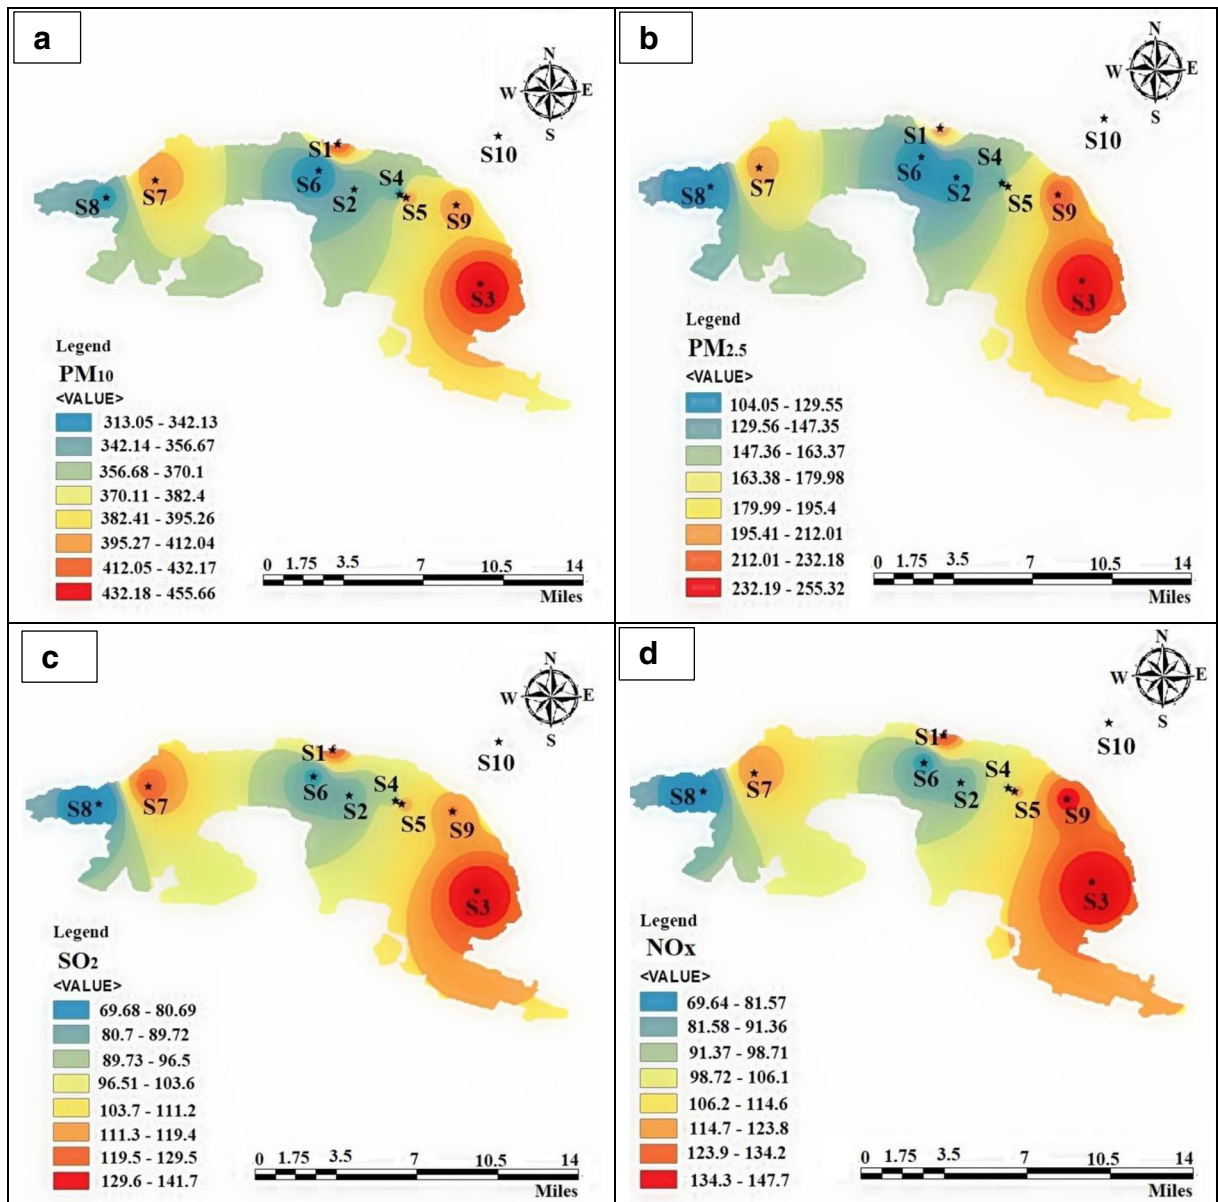 a
N
W E
S
S10
S1
S4
S6
S7
S2
S8
S5
S9
S3
Legend
PM10
<VALUE>
313.05 - 342.13
342.14 - 356.67
356.68 - 370.1
370.11 - 382.4
382.41 - 395.26
395.27 - 412.04
412.05 - 432.17
432.18 - 455.66
0 1.75 3.5 7 10.5 14
Miles
b
N
W E
S
S10
S1
S4
S6
S7
S2
S8
S5
S9
S3
Legend
PM2.5
<VALUE>
104.05 - 129.55
129.56 -147.35
147.36 - 163.37
163.38 - 179.98
179.99 - 195.4
195.41 - 212.01
212.01 - 232.18
232.19 - 255.32
0 1.75 3.5 7 10.5 14
Miles
c
N
W E
S
S10
S1
S4
S6
S7
S2
S8
S5
S9
S3
Legend
SO2
<VALUE>
69.68 - 80.69
80.7 - 89.72
89.73 - 96.5
96.51 - 103.6
103.7 - 111.2
111.3 - 119.4
119.5 - 129.5
129.6 - 141.7
0 1.75 3.5 7 10.5 14
Miles
d
N
W E
S
S10
S1
S4
S6
S7
S2
S8
S5
S9
S3
Legend
NOx
<VALUE>
69.64 - 81.57
81.58 - 91.36
91.37 - 98.71
98.72 - 106.1
106.2 - 114.6
114.7 - 123.8
123.9 - 134.2
134.3 - 147.7
0 1.75 3.5 7 10.5 14
Miles